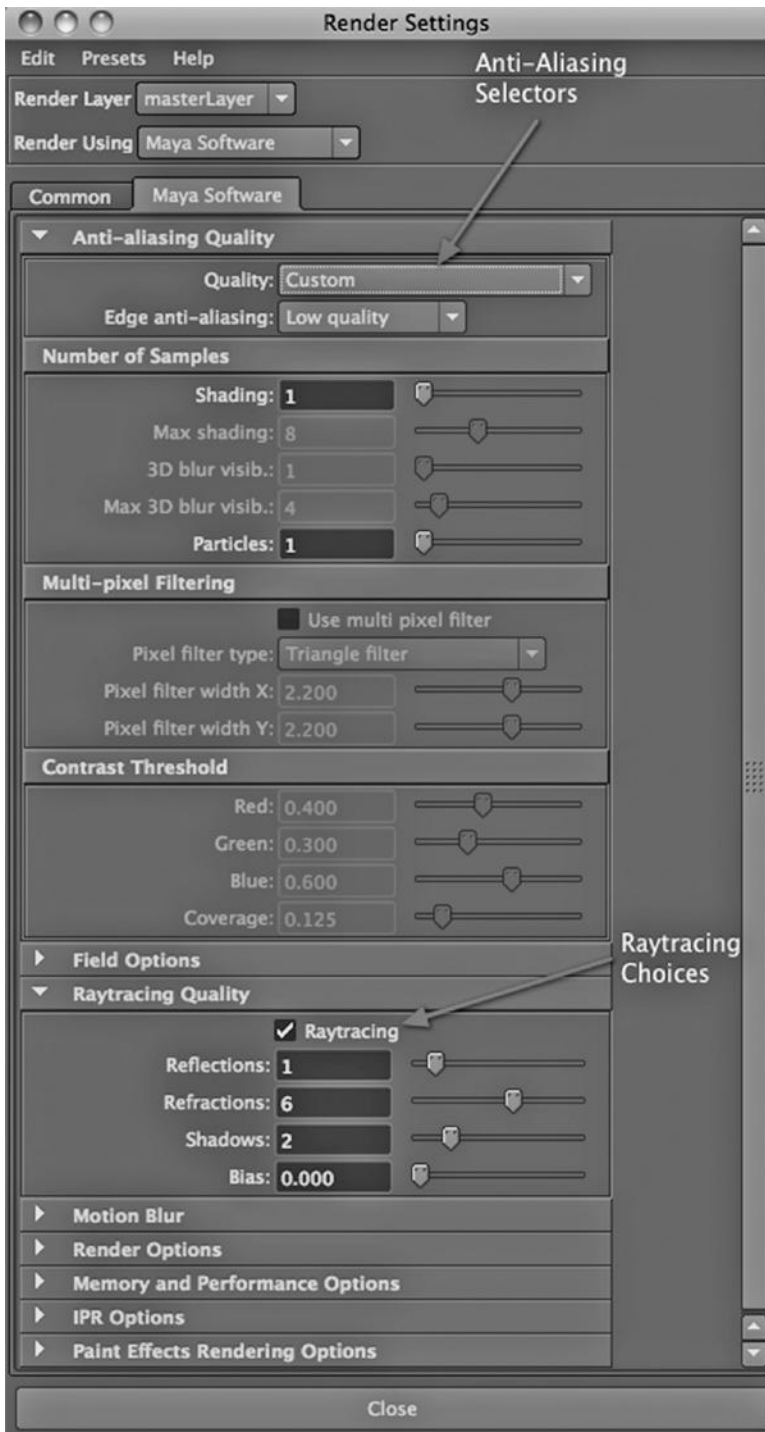 Render Settings
Edit Presets Help
Anti-Aliasing
Selectors
Render Layer masterLayer
Render Using Maya Software
Common Maya Software
Anti-aliasing Quality
Quality: Custom
Edge anti-aliasing: Low quality
Number of Samples
Shading: 1
Max shading: 8
3D blur visib.: 1
Max 3D blur visib.: 4
Particles: 1
Multi-pixel Filtering
Use multi pixel filter
Pixel filter type: Triangle filter
Pixel filter width X: 2.200
Pixel filter width Y: 2.200
Contrast Threshold
Red: 0.400
Green: 0.300
Blue: 0.600
Coverage: 0.125
Raytracing
Choices
Field Options
Raytracing Quality
Raytracing
Reflections: 1
Refractions: 6
Shadows: 2
Bias: 0.000
Motion Blur
Render Options
Memory and Performance Options
IPR Options
Paint Effects Rendering Options
Close